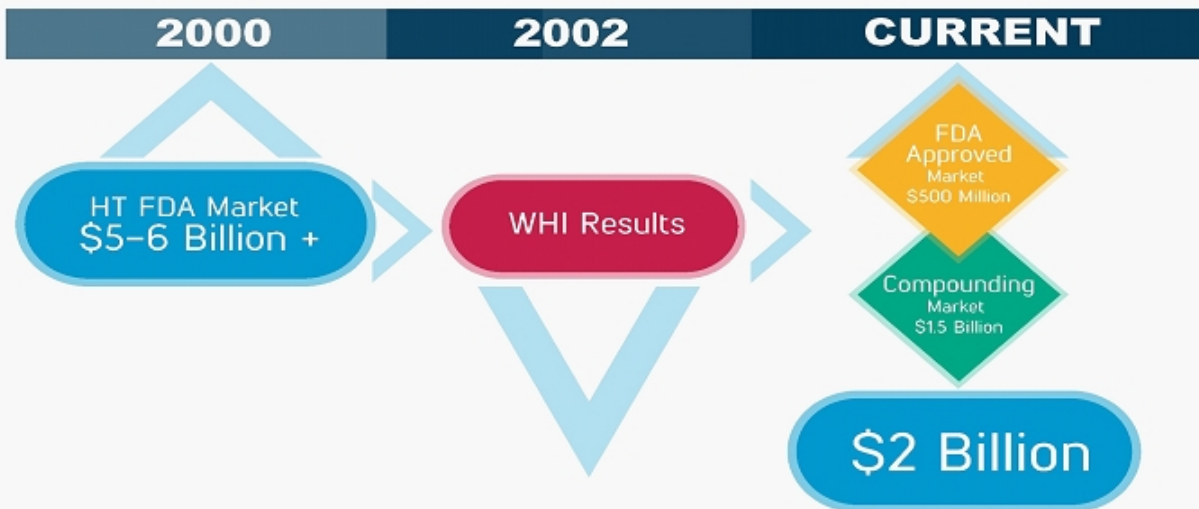 2000
2002
CURRENT
HT FDA Market
$5-6 Billion +
WHI Results
FDA
Approved
Market
$500 Million
Compounding
Market
$1.5 Billion
$2 Billion